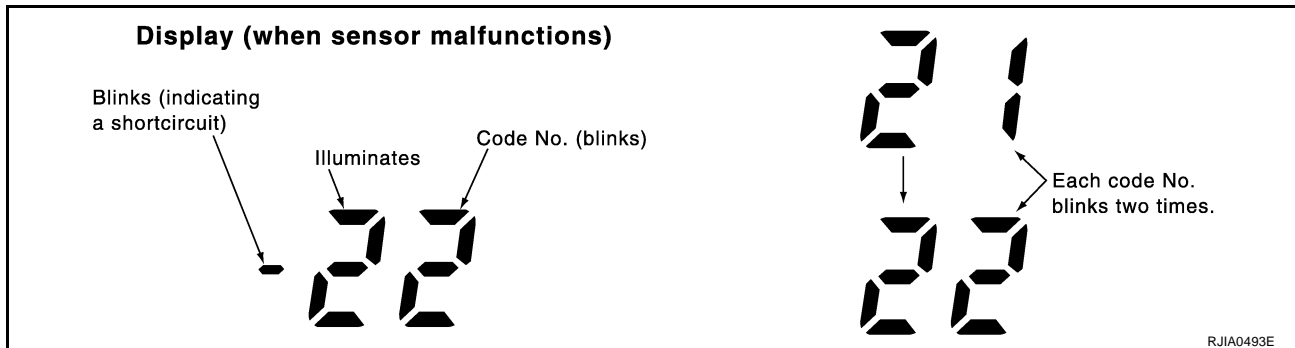 Display (when sensor malfunctions)
Blinks (indicating
a shortcircuit)
Illuminates
Code No. (blinks)
-22
21
Each code No.
blinks two times.
22
RJIA0493E